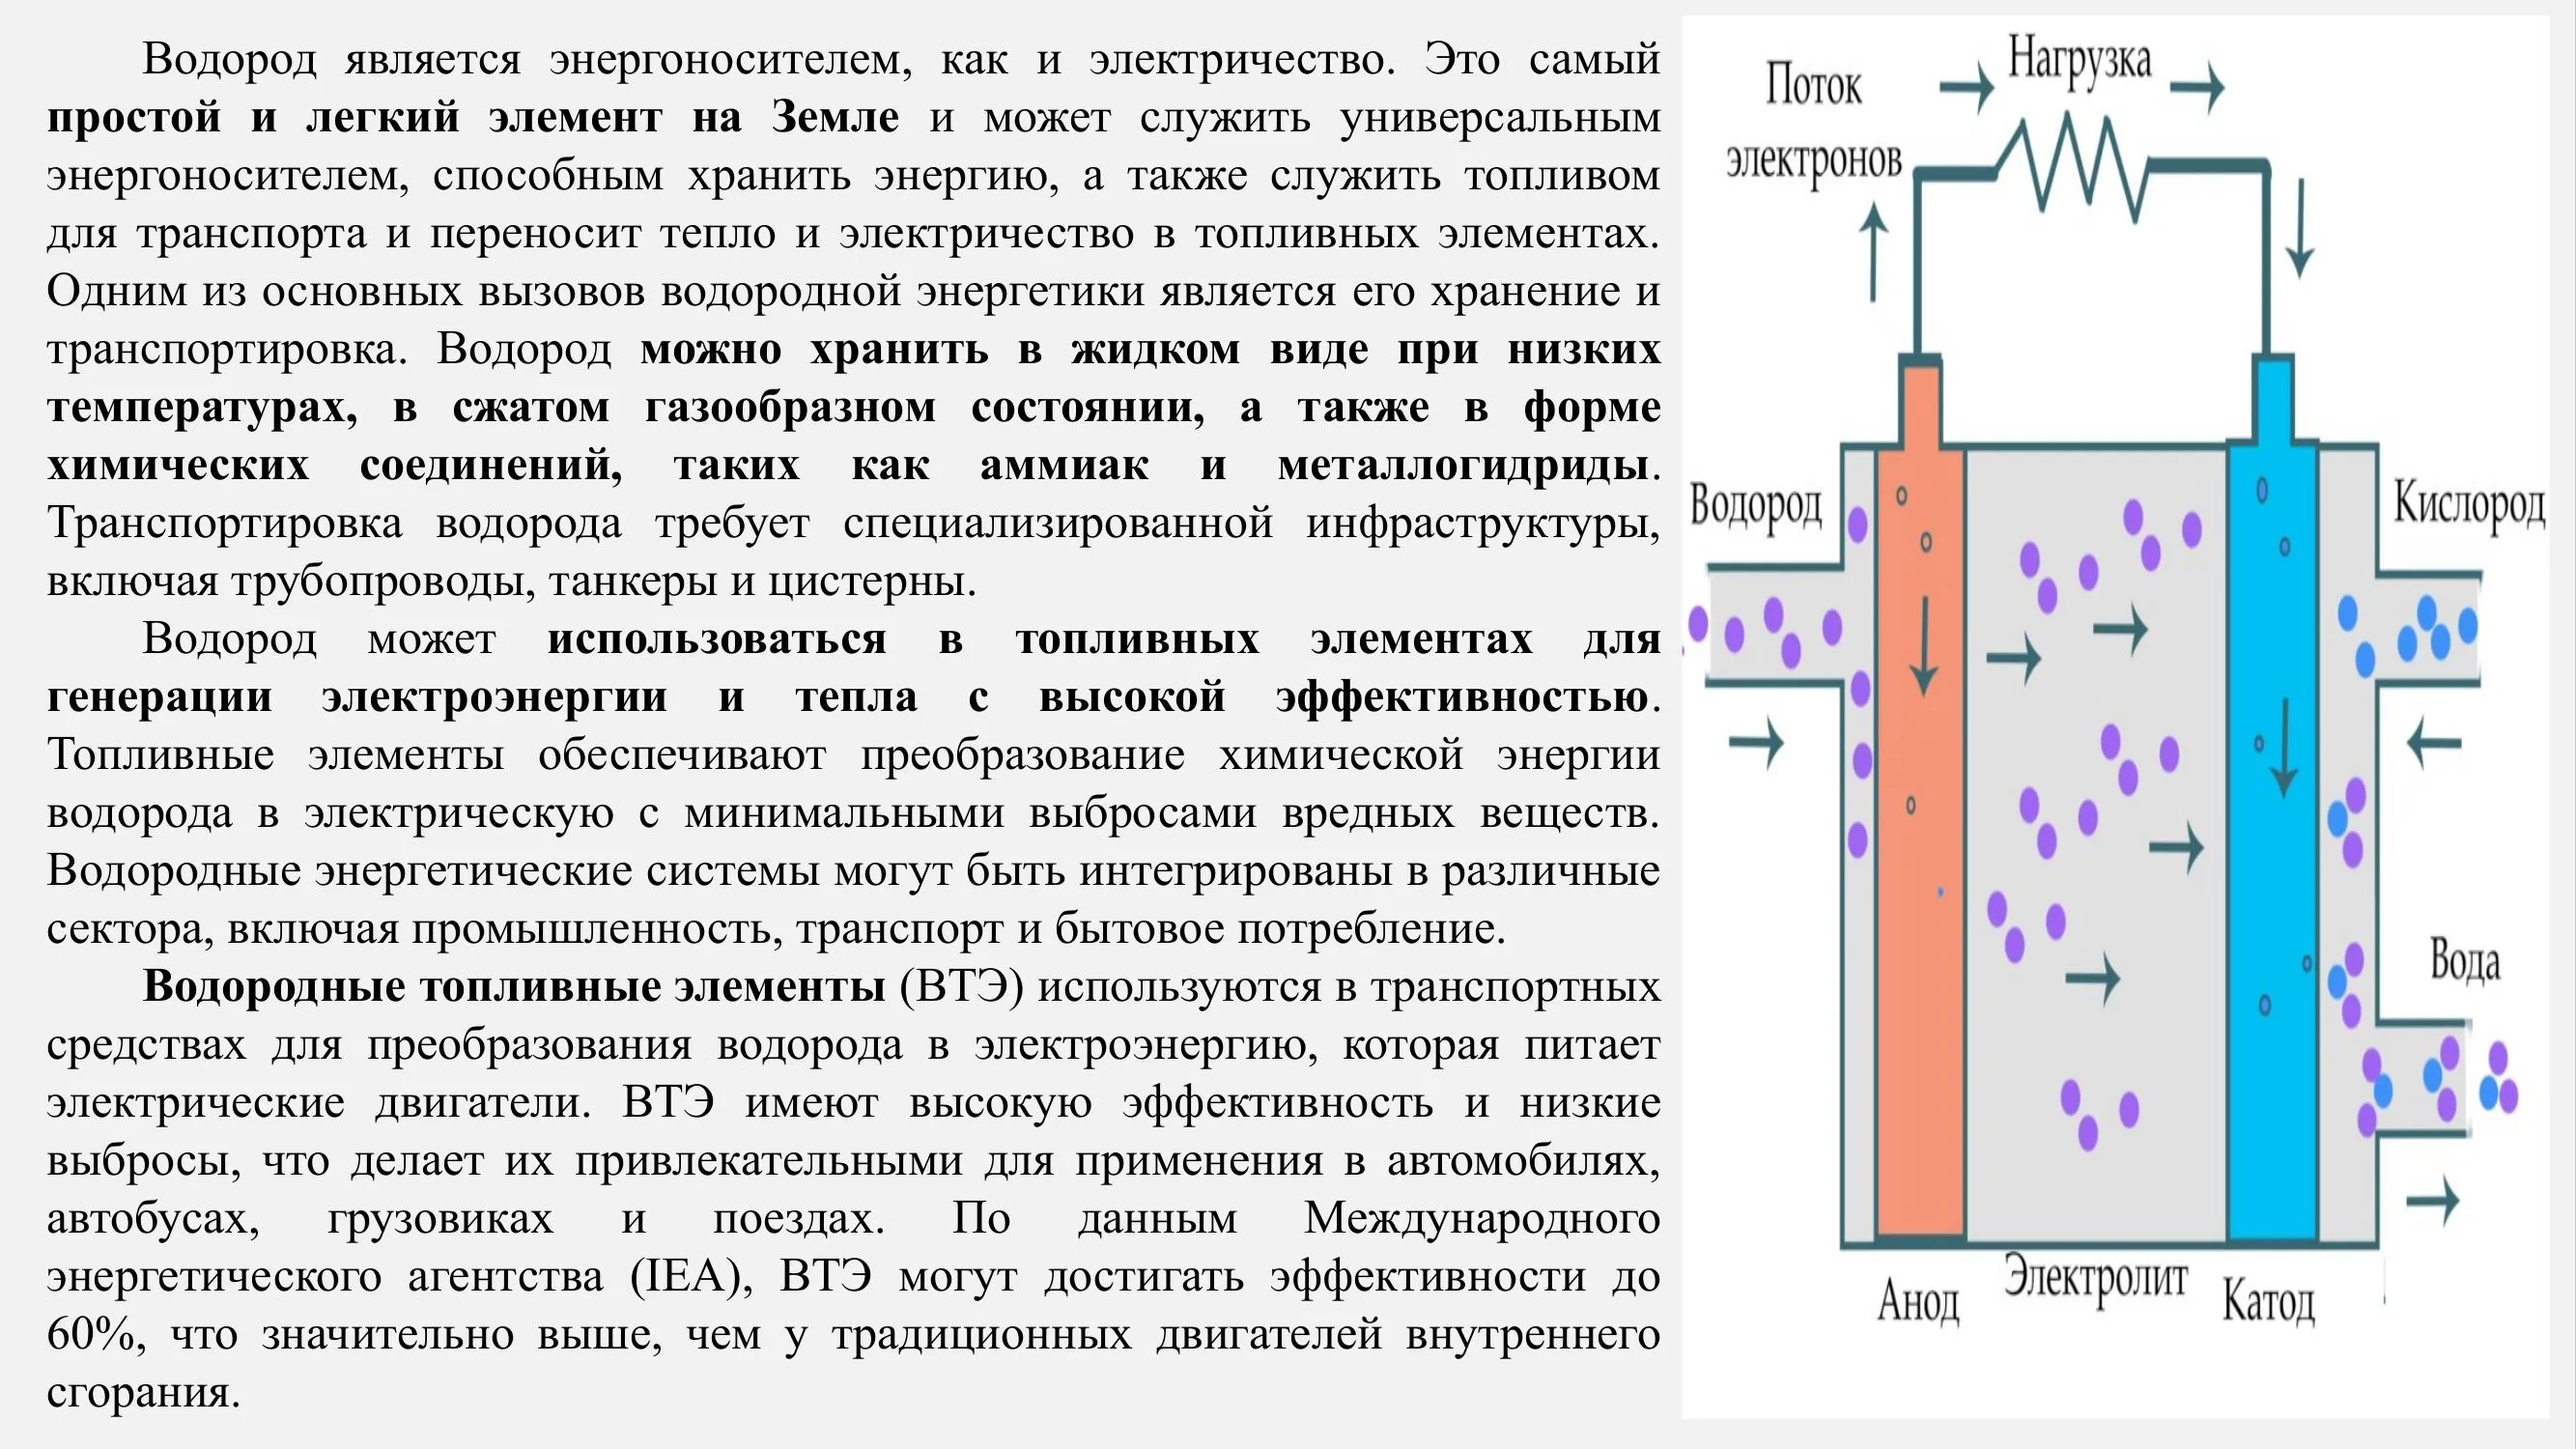 Водород является энергоносителем, как и электричество. Это самый
простой и легкий элемент на Земле и может служить универсальным
энергоносителем, способным хранить энергию, а также служить топливом
для транспорта и переносит тепло и электричество в топливных элементах.
Одним из основных вызовов водородной энергетики является его хранение и
транспортировка. Водород можно хранить в жидком виде при низких
температурах, в сжатом газообразном состоянии, а также в форме
химических соединений, таких как аммиак и металлогидриды.
Транспортировка водорода требует специализированной инфраструктуры,
включая трубопроводы, танкеры и цистерны.
Водород может использоваться в топливных элементах для
генерации электроэнергии и тепла с высокой эффективностью.
Топливные элементы обеспечивают преобразование химической энергии
водорода в электрическую с минимальными выбросами вредных веществ.
Водородные энергетические системы могут быть интегрированы в различные
сектора, включая промышленность, транспорт и бытовое потребление.
Водородные топливные элементы (ВТЭ) используются в транспортных
средствах для преобразования водорода в электроэнергию, которая питает
электрические двигатели. ВТЭ имеют высокую эффективность и низкие
выбросы, что делает их привлекательными для применения в автомобилях,
автобусах, грузовиках и поездах. По данным Международного
энергетического агентства (IEA), ВТЭ могут достигать эффективности до
60%, что значительно выше, чем у традиционных двигателей внутреннего
сгорания.
Поток
электронов
Нагрузка
Водород
Кислород
Вода
Анод
Электролит
Катод